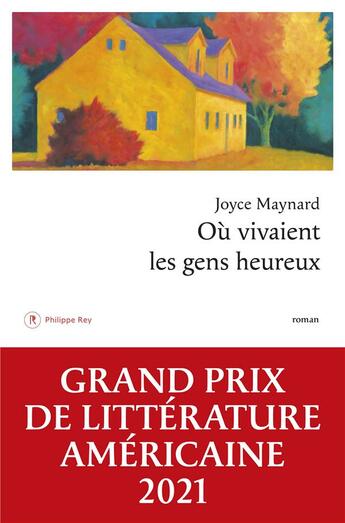 Joyce Maynard
Où vivaient
les gens heureux
R
Philippe Rey
roman
GRAND PRIX
DE LITTÉRATURE
AMÉRICAINE
2021